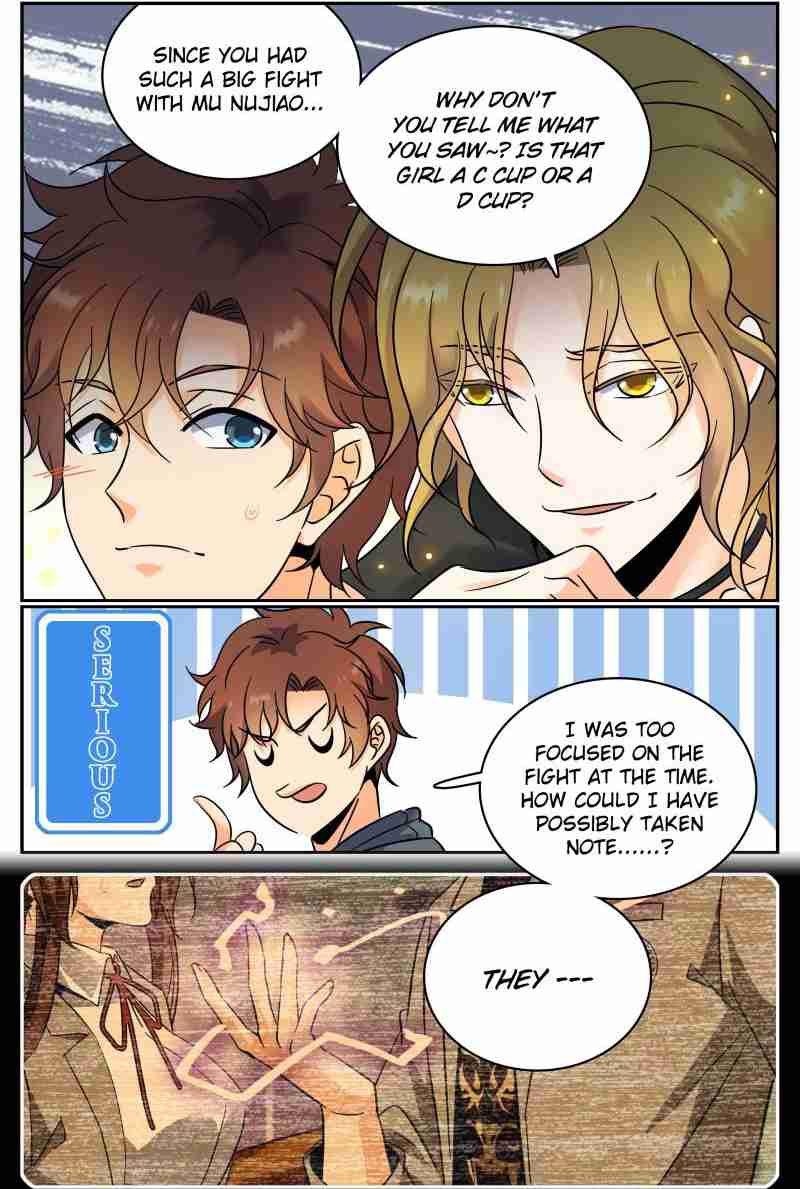 SINCE YOU HAD
SUCH A BIG FIGHT
WITH MU NUJIAO...
WHY DON'T
YOU TELL ME WHAT
YOU SAW~? IS THAT
GIRL A C CUP OR A
D CUP?
SERIOUS
I WAS TOO
FOCUSED ON THE
FIGHT AT THE TIME.
HOW COULD I HAVE
POSSIBLY TAKEN
NOTE......?
THEY ---